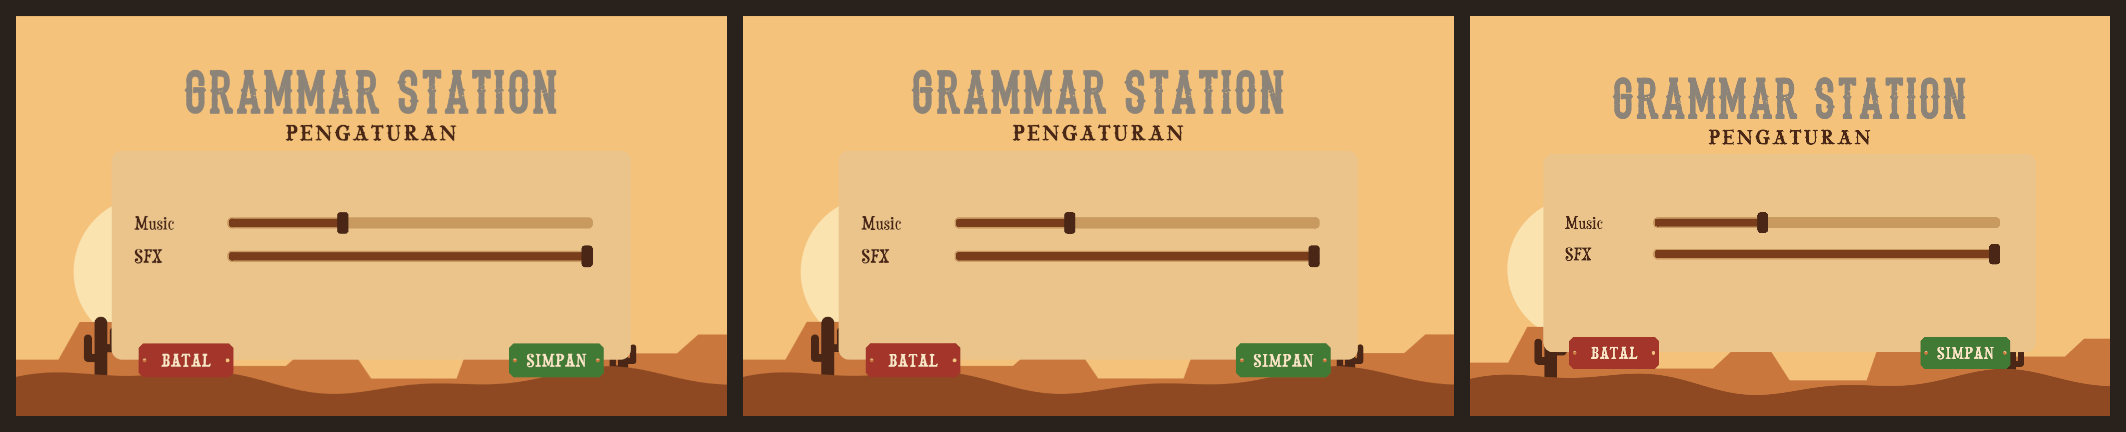 GRAMMAR STATION
PENGATURAN
Music
SFX
BATAL SIMPAN
GRAMMAR STATION
PENGATURAN
Music
SFX
BATAL SIMPAN
GRAMMAR STATION
PENGATURAN
Music
SFX
BATAL SIMPAN